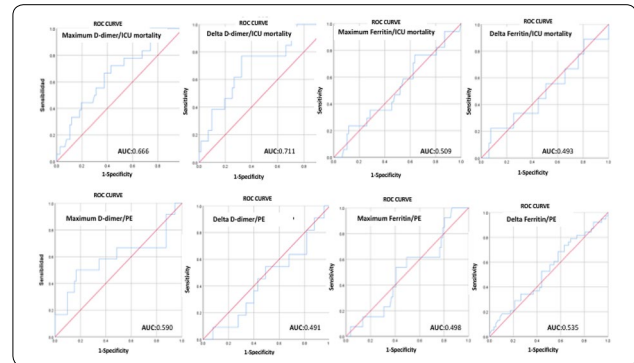 ROC CURVE
Maximum D-dimer/ICU mortality
Sensibilidad
AUC:0.666
1-Specificity
ROC CURVE
Delta D-dimer/ICU mortality
Sensitivity
AUC:0.711
1-Specificity
ROC CURVE
Maximum Ferritin/ICU mortality
Sensitivity
AUC:0.509
1-Specificity
ROC CURVE
Delta Ferritin/ICU mortality
Sensitivity
AUC:0.493
1-Specificity
ROC CURVE
Maximum D-dimer/PE
Sensibilidad
AUC:0.590
1-Specificity
ROC CURVE
Delta D-dimer/PE
Sensitivity
AUC:0.491
1-Specificity
ROC CURVE
Maximum Ferritin/PE
Sensitivity
AUC:0.498
1-Specificity
ROC CURVE
Delta Ferritin/PE
Sensitivity
AUC:0.535
1-Specificity